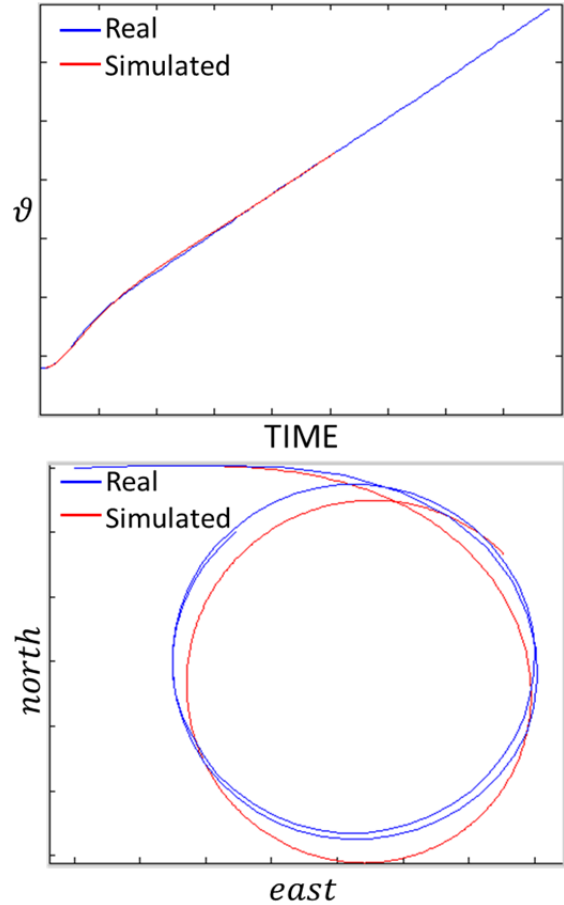 Real
Simulated
ϑ
TIME
Real
Simulated
north
east